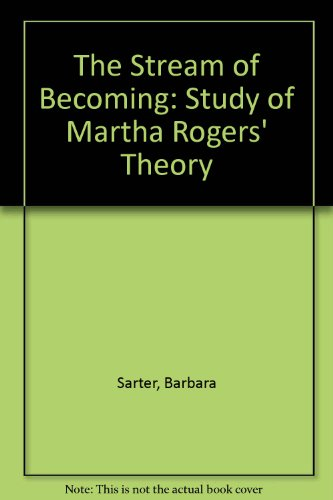 The Stream of
Becoming: Study of
Martha Rogers'
Theory
Sarter, Barbara
Note: This is not the actual book cover